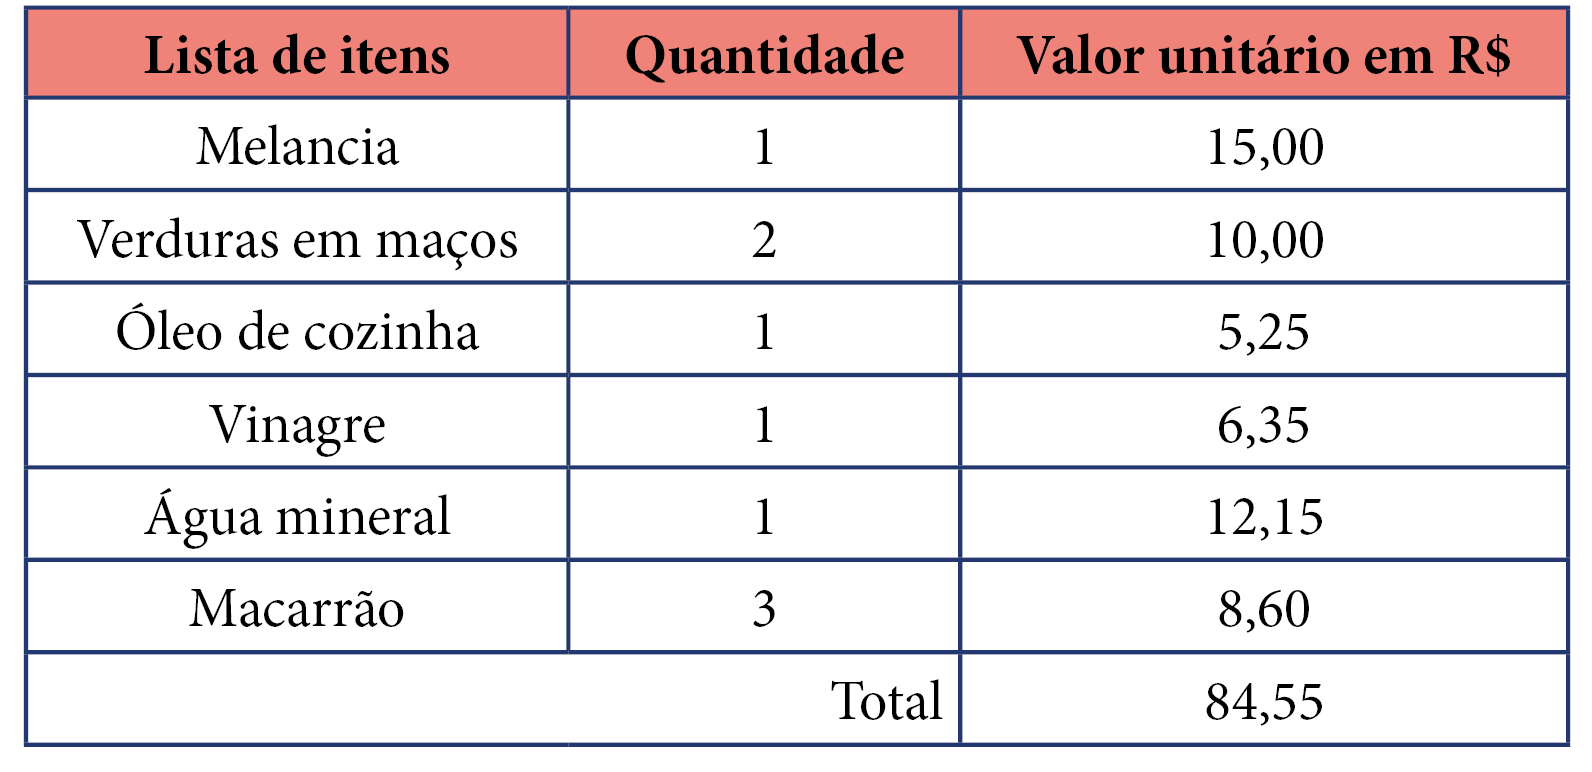 Lista de itens Quantidade Valor unitário em R$
Melancia 1 15,00
Verduras em maços 2 10,00
Óleo de cozinha 1 5,25
Vinagre 1 6,35
Água mineral 1 12,15
Macarrão 3 8,60
Total 84,55